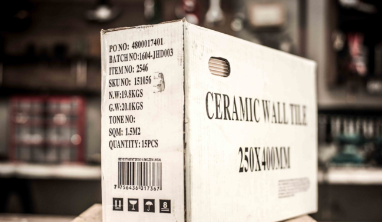 PO NO: 4800017401
BATCH NO:1604-JHD003
ITEM NO: 2546
SKU NO: 151056
N.W:19.8KGS
G.W:20.0KGS
TONE NO:
SQM: 1.5M2
QUANTITY: 15PCS
CERAMIC WALL TILE
250X400MM